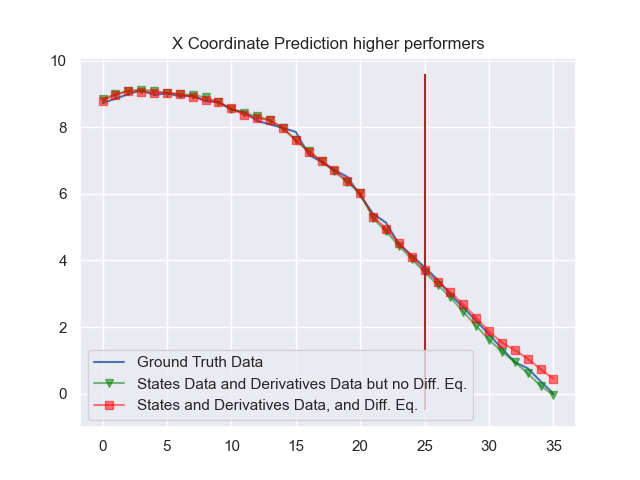 X Coordinate Prediction higher performers
10
8
6
4
2
0
Ground Truth Data
States Data and Derivatives Data but no Diff. Eq.
States and Derivatives Data, and Diff. Eq.
0 5 10 15 20 25 30 35